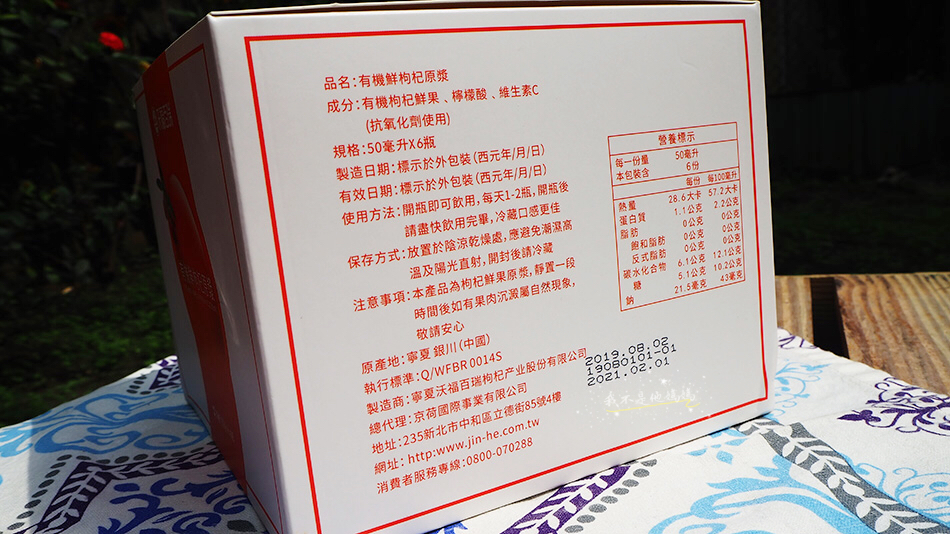 品名：有機鮮枸杞原漿
成分：有機枸杞鮮果、檸檬酸、維生素C
(抗氧化劑使用)
規格：50毫升X6瓶
製造日期：標示於外包裝(西元年/月/日)
有效日期：標示於外包裝(西元年/月/日)
使用方法：開瓶即可飲用，每天1-2瓶，開瓶後
請盡快飲用完畢，冷藏口感更佳
保存方式：放置於陰涼乾燥處，應避免潮濕高
溫及陽光直射，開封後請冷藏
注意事項：本產品為枸杞鮮果原漿，靜置一段
時間後如有果肉沉澱屬自然現象，
敬請安心
原產地：寧夏 銀川(中國)
執行標準：Q/WFBR 0014S
製造商：寧夏沃福百瑞枸杞产业股份有限公司
總代理：京荷國際事業有限公司
地址：235新北市中和區立德街85號4樓
網址：http:www.jin-he.com.tw
消費者服務專線：0800-070288
營養標示
每一份量 50毫升
本包裝含 6份
每份 每100毫升
熱量 28.6大卡 57.2大卡
蛋白質 1.1公克 2.2公克
脂肪 0公克 0公克
飽和脂肪 0公克 0公克
反式脂肪 0公克 0公克
碳水化合物 6.1公克 12.1公克
糖 5.1公克 10.2公克
鈉 21.5毫克 43毫克
2019.08.02
19080101-01
2021.02.01